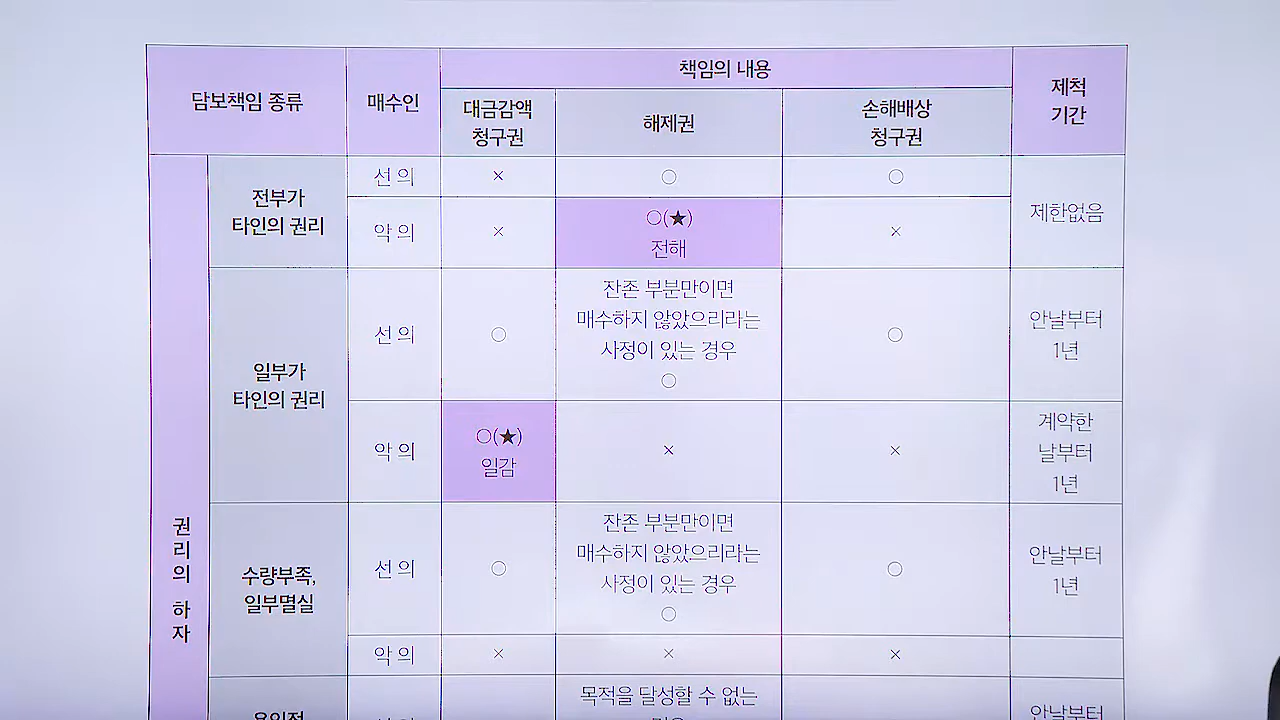 담보책임 종류
매수인
책임의 내용
제척
기간
대금감액
청구권
해제권
손해배상
청구권
권리의 하자
전부가
타인의 권리
선의
×
○
○
제한없음
악의
×
○(★)
전해
×
일부가
타인의 권리
선의
○
잔존 부분만이면
매수하지 않았으리라는
사정이 있는 경우
○
○
안날부터
1년
악의
○(★)
일감
×
×
계약한
날부터
1년
수량부족,
일부멸실
선의
○
잔존 부분만이면
매수하지 않았으리라는
사정이 있는 경우
○
○
안날부터
1년
악의
×
×
×
목적을 달성할 수 없는
안날부터